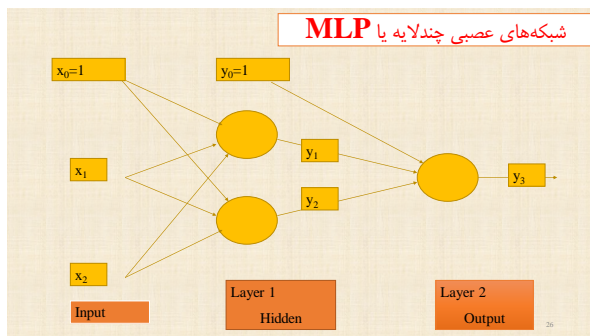 شبکه‌های عصبی چندلایه یا MLP
x₀=1
y₀=1
y₁
x₁
y₃
y₂
x₂
Input
Layer 1
Hidden
Layer 2
Output
26